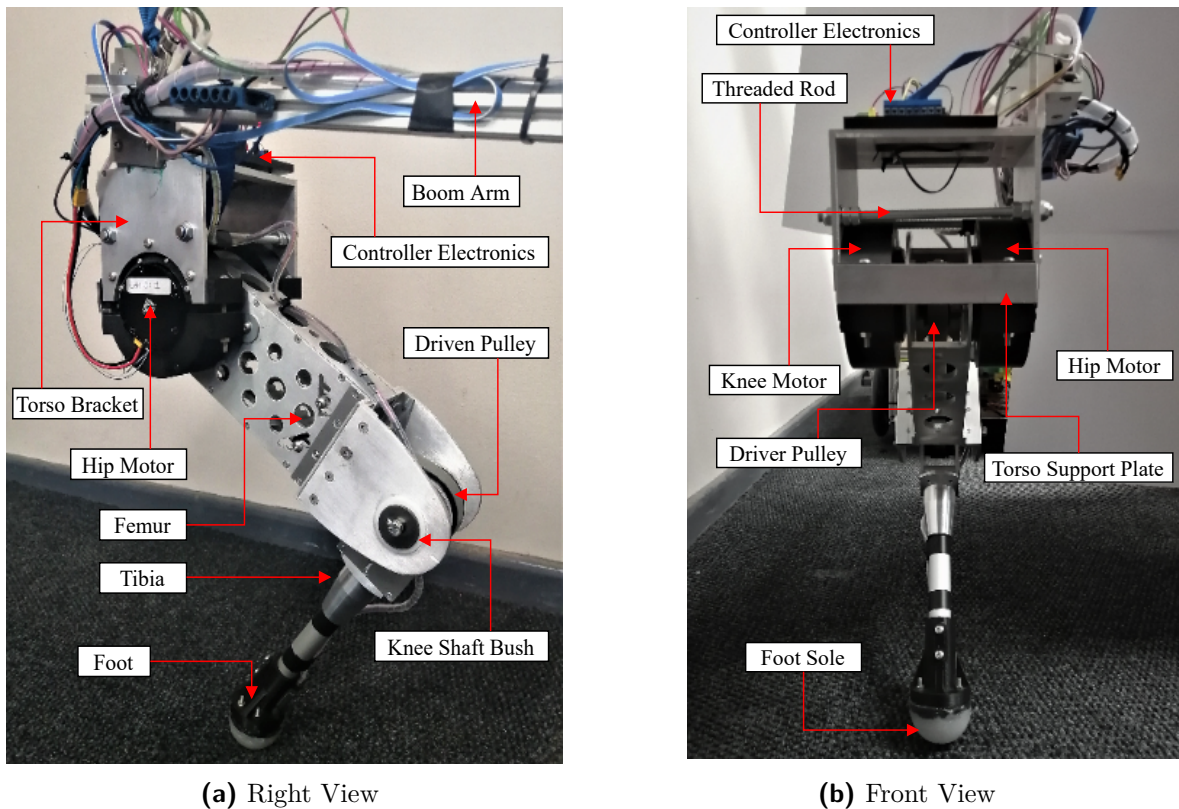 Boom Arm
Controller Electronics
Driven Pulley
Torso Bracket
Hip Motor
Femur
Tibia
Knee Shaft Bush
Foot
(a) Right View
Controller Electronics
Threaded Rod
Knee Motor
Hip Motor
Driver Pulley
Torso Support Plate
Foot Sole
(b) Front View